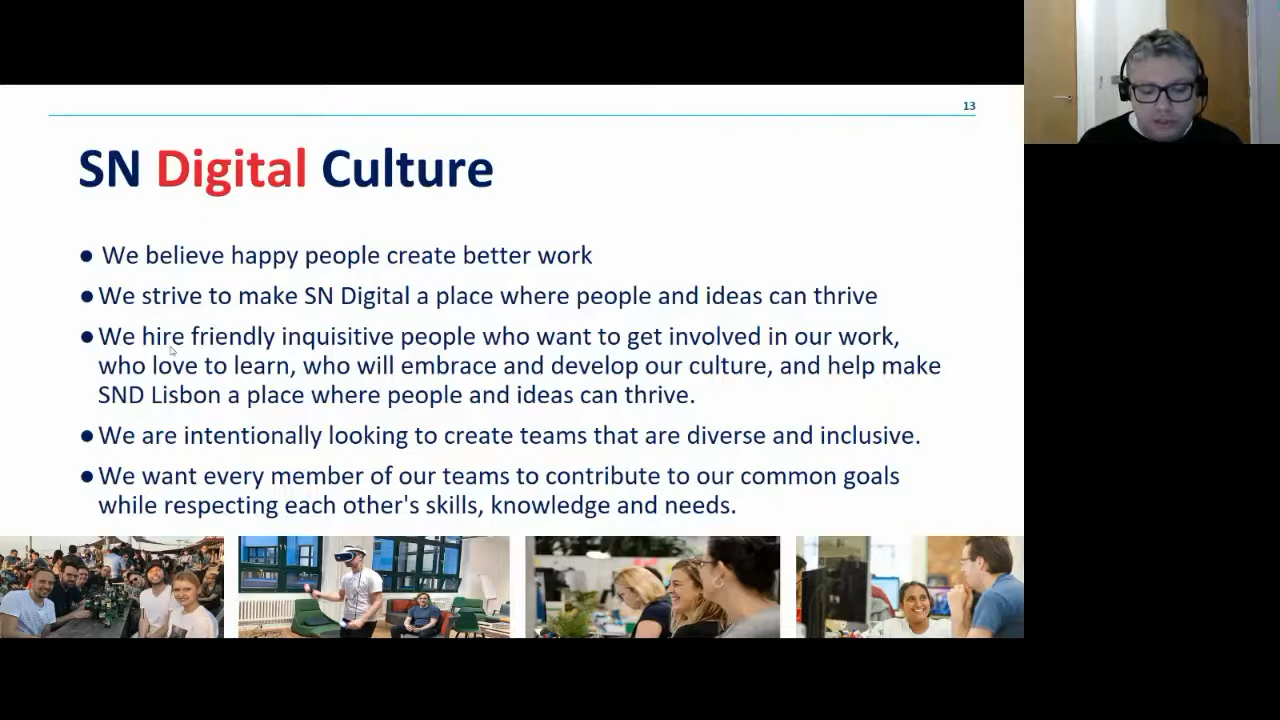 13
SN Digital Culture
● We believe happy people create better work
● We strive to make SN Digital a place where people and ideas can thrive
● We hire friendly inquisitive people who want to get involved in our work,
who love to learn, who will embrace and develop our culture, and help make
SND Lisbon a place where people and ideas can thrive.
● We are intentionally looking to create teams that are diverse and inclusive.
● We want every member of our teams to contribute to our common goals
while respecting each other's skills, knowledge and needs.